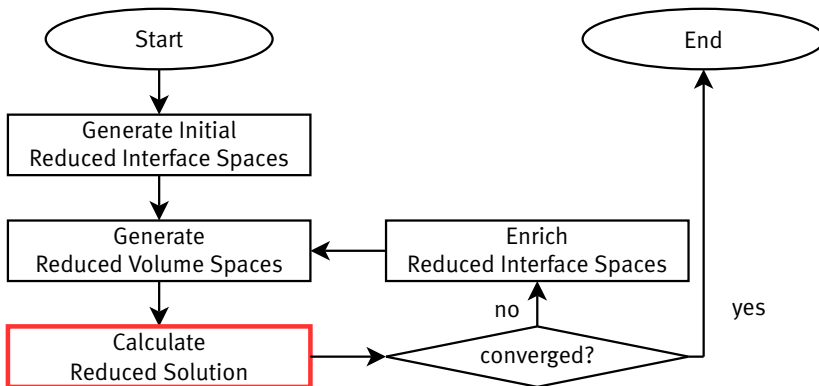 Start
End
Generate Initial
Reduced Interface Spaces
Generate
Reduced Volume Spaces
Enrich
Reduced Interface Spaces
no
yes
Calculate
Reduced Solution
converged?